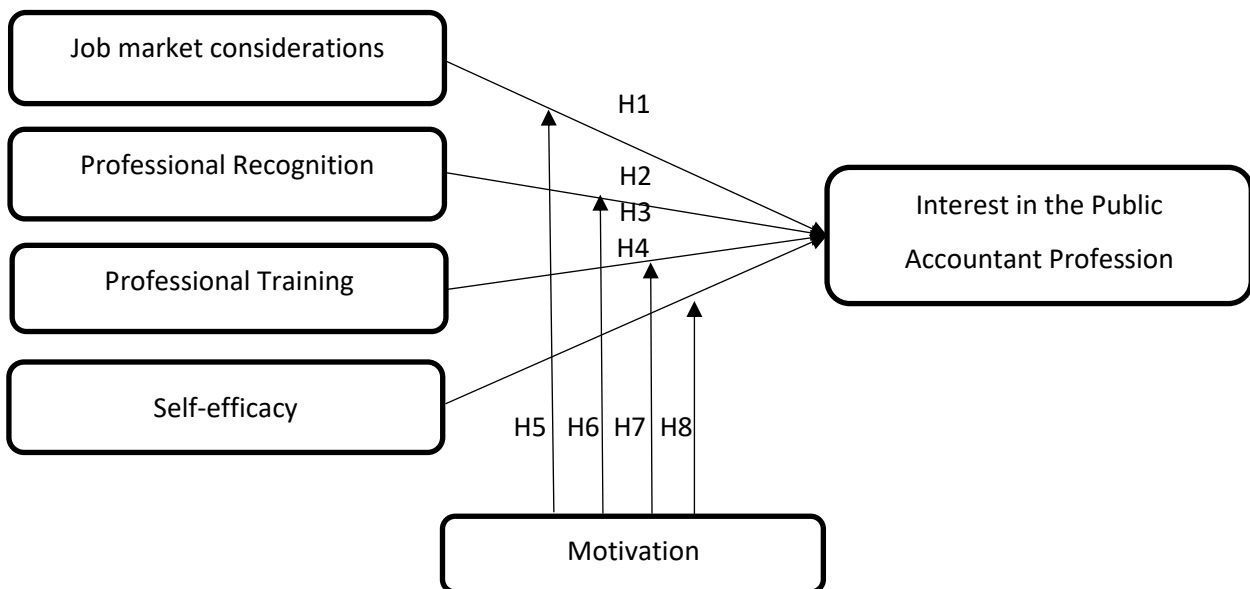 Job market considerations
H1
Professional Recognition
H2
H3
Interest in the Public
Accountant Profession
H4
Professional Training
Self-efficacy
H5
H6
H7
H8
Motivation